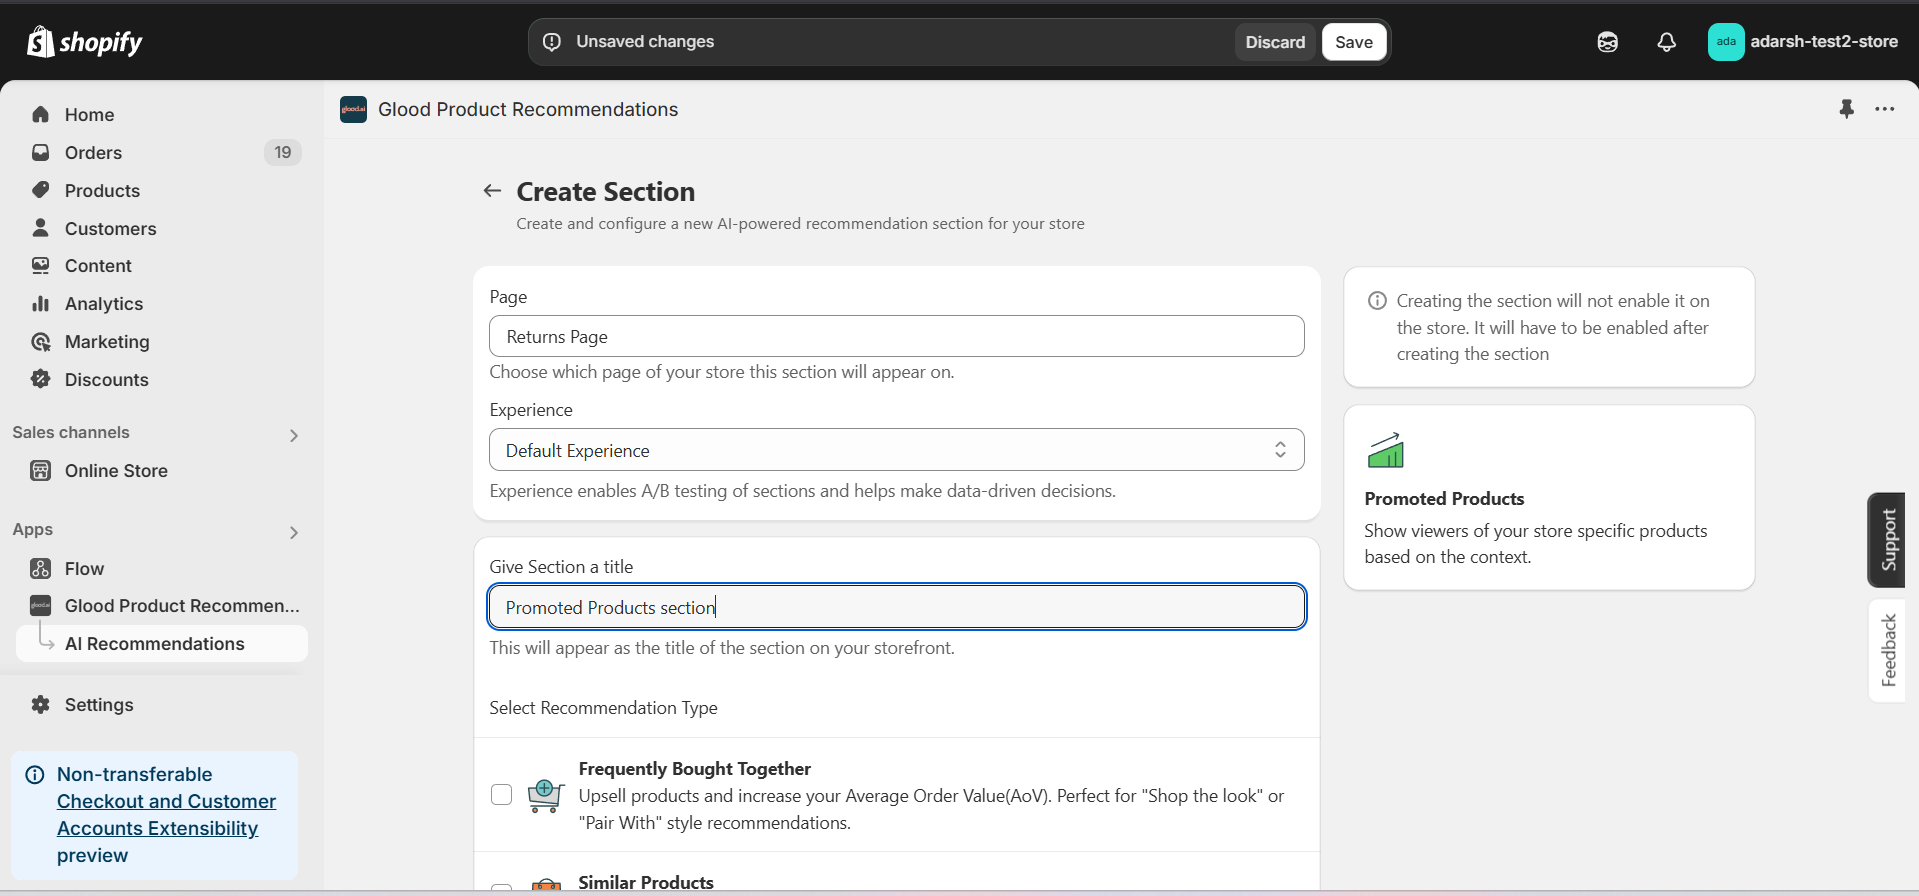 shopify
Unsaved changes
Discard
Save
ada
adarsh-test2-store
Home
Orders
19
Products
Customers
Content
Analytics
Marketing
Discounts
Sales channels
Online Store
Apps
Flow
Glood Product Recommen...
AI Recommendations
Settings
Non-transferable
Checkout and Customer
Accounts Extensibility
preview
glood.ai
Glood Product Recommendations
Create Section
Create and configure a new AI-powered recommendation section for your store
Page
Returns Page
Choose which page of your store this section will appear on.
Experience
Default Experience
Experience enables A/B testing of sections and helps make data-driven decisions.
Give Section a title
Promoted Products section
This will appear as the title of the section on your storefront.
Select Recommendation Type
Frequently Bought Together
Upsell products and increase your Average Order Value(AoV). Perfect for "Shop the look" or
"Pair With" style recommendations.
Similar Products
Creating the section will not enable it on
the store. It will have to be enabled after
creating the section
Promoted Products
Show viewers of your store specific products
based on the context.
Support
Feedback